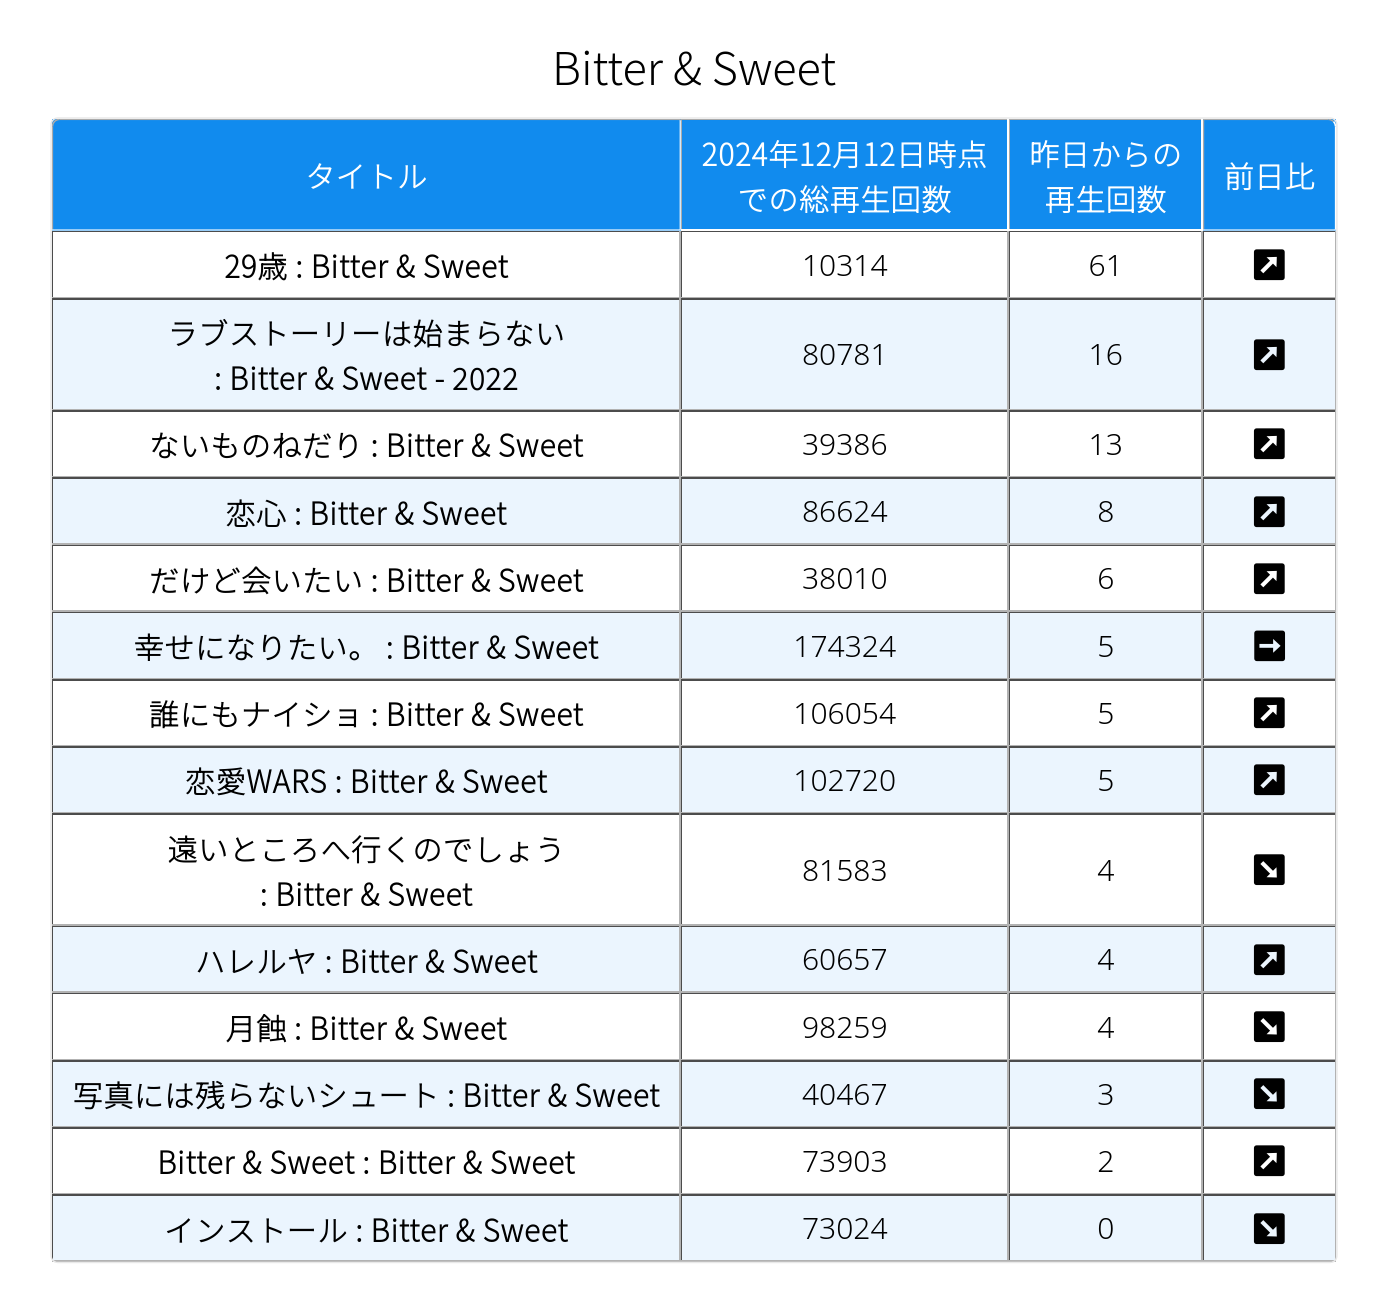 Bitter & Sweet
タイトル
2024年12月12日時点
での総再生回数
昨日からの
再生回数
前日比
29歳 : Bitter & Sweet 10314 61 ↗
ラブストーリーは始まらない
: Bitter & Sweet - 2022 80781 16 ↗
ないものねだり : Bitter & Sweet 39386 13 ↗
恋心 : Bitter & Sweet 86624 8 ↗
だけど会いたい : Bitter & Sweet 38010 6 ↗
幸せになりたい。 : Bitter & Sweet 174324 5 →
誰にもナイショ : Bitter & Sweet 106054 5 ↗
恋愛WARS : Bitter & Sweet 102720 5 ↗
遠いところへ行くのでしょう
: Bitter & Sweet 81583 4 ↘
ハレルヤ : Bitter & Sweet 60657 4 ↗
月蝕 : Bitter & Sweet 98259 4 ↘
写真には残らないシュート : Bitter & Sweet 40467 3 ↘
Bitter & Sweet : Bitter & Sweet 73903 2 ↗
インストール : Bitter & Sweet 73024 0 ↘